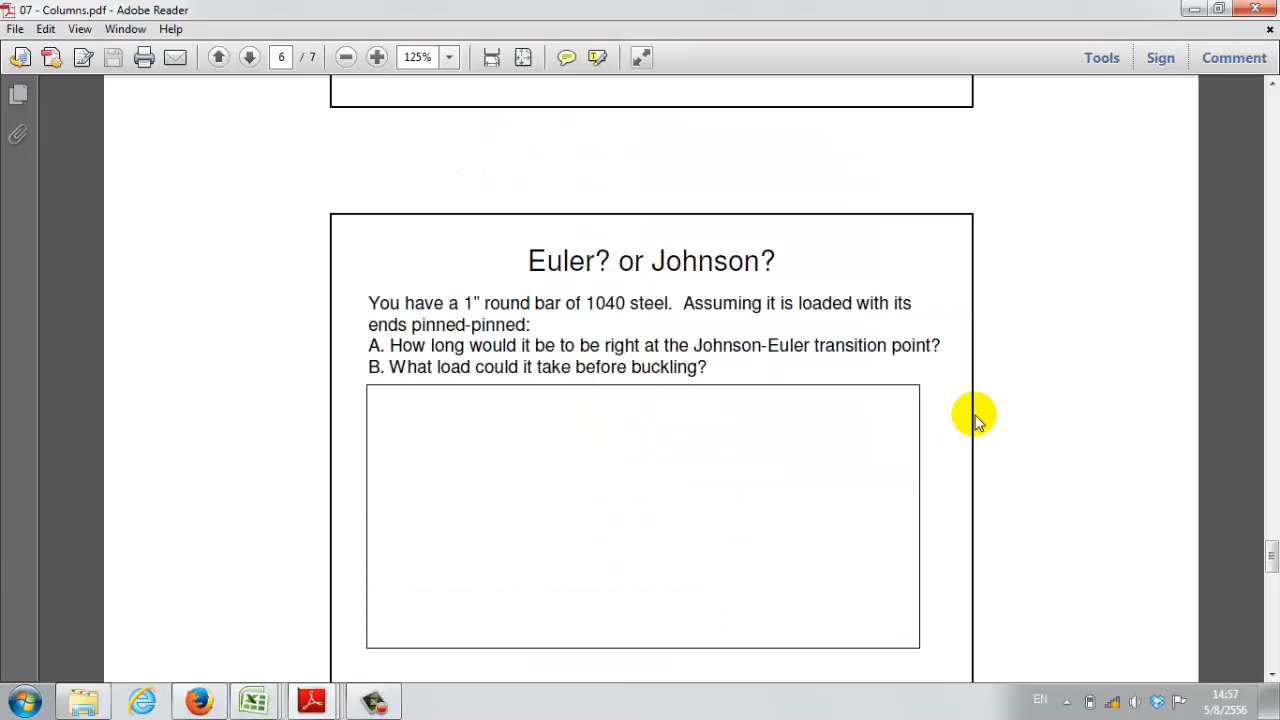 07 - Columns.pdf - Adobe Reader
File Edit View Window Help
6 / 7 125% Tools Sign Comment
Euler? or Johnson?
You have a 1” round bar of 1040 steel. Assuming it is loaded with its
ends pinned-pinned:
A. How long would it be to be right at the Johnson-Euler transition point?
B. What load could it take before buckling?
EN
14:57
5/8/2556